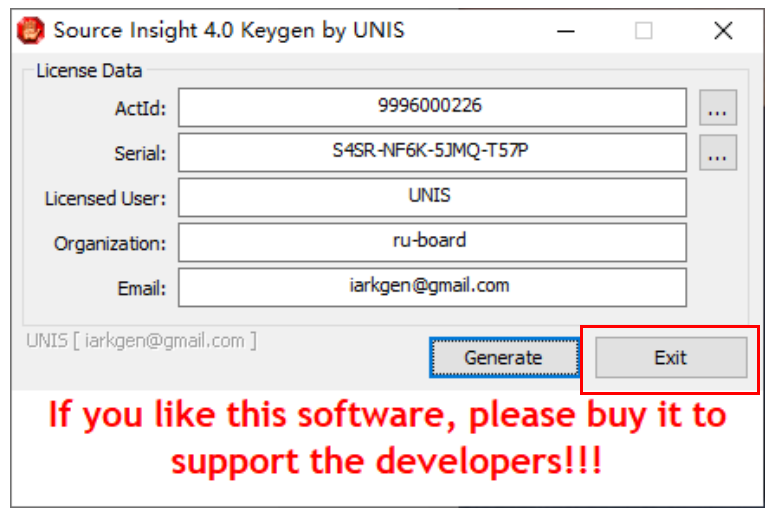 Source Insight 4.0 Keygen by UNIS
License Data
ActId: 9996000226 ...
Serial: S4SR-NF6K-5JMQ-T57P ...
Licensed User: UNIS
Organization: ru-board
Email: iarkgen@gmail.com
UNIS [ iarkgen@gmail.com ]
Generate Exit
If you like this software, please buy it to
support the developers!!!